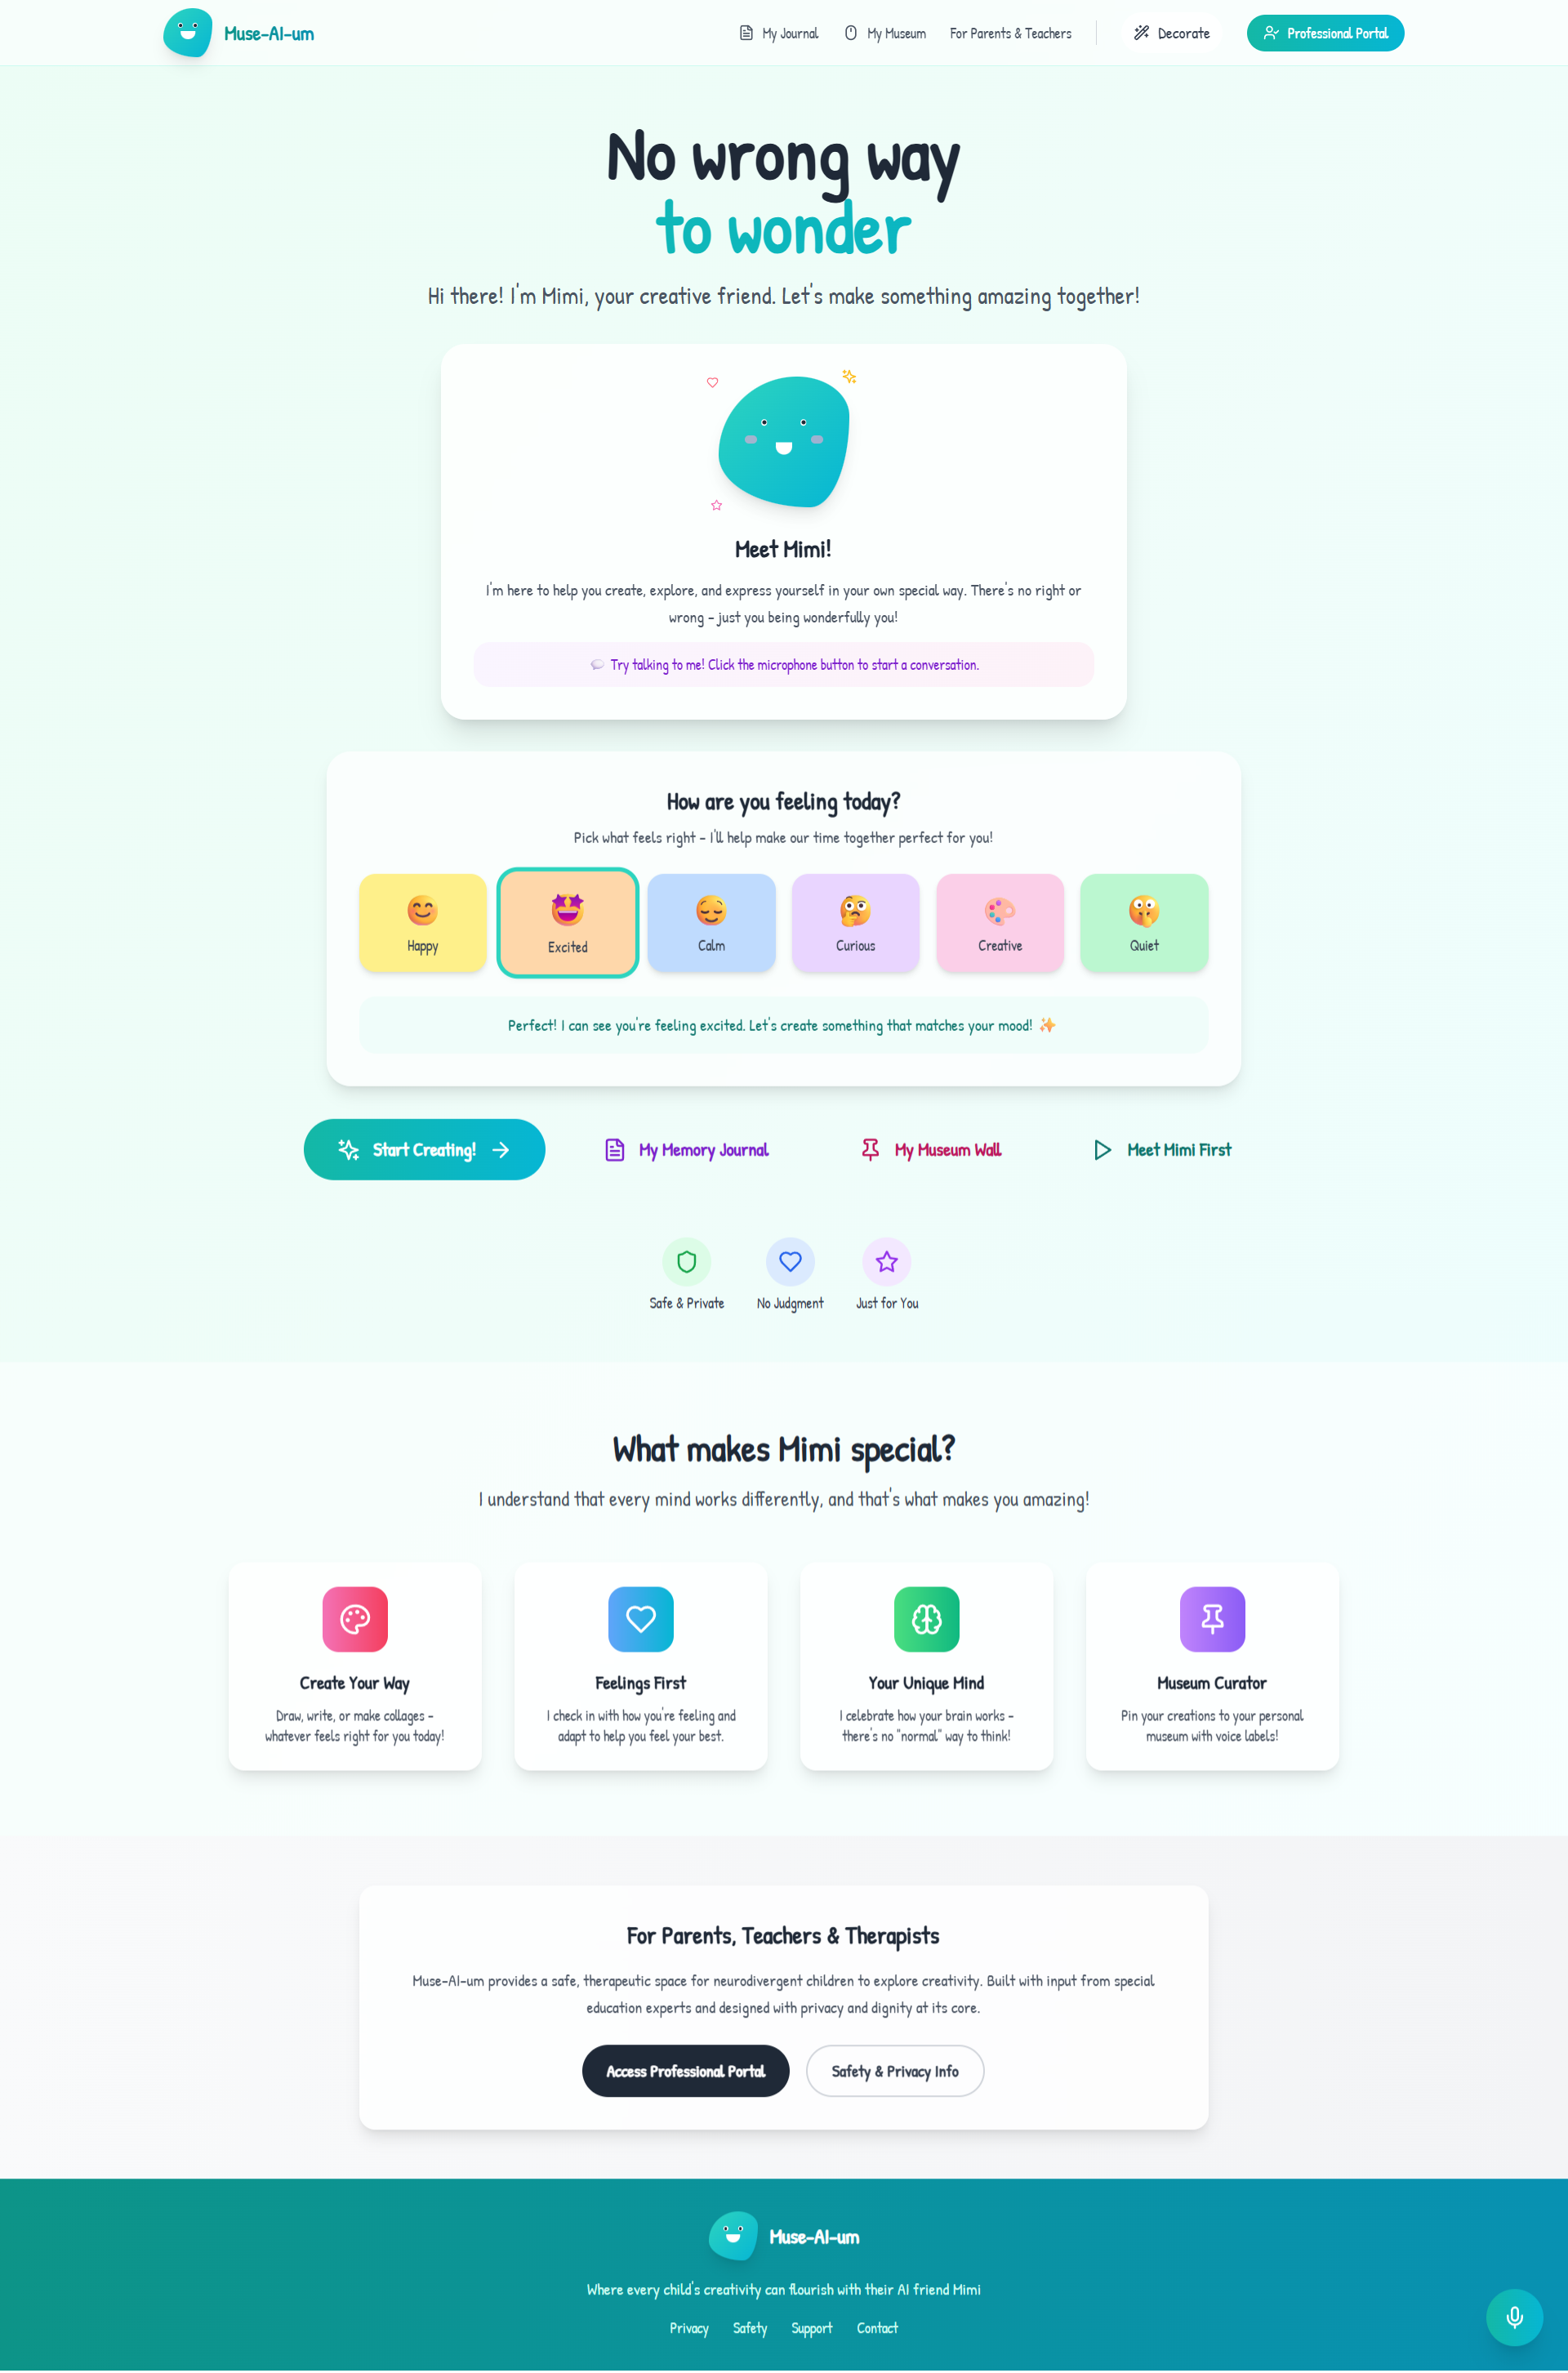 Muse-AI-um
My Journal
My Museum
For Parents & Teachers
Decorate
Professional Portal
No wrong way
to wonder
Hi there! I'm Mimi, your creative friend. Let's make something amazing together!
Meet Mimi!
I'm here to help you create, explore, and express yourself in your own special way. There's no right or
wrong - just you being wonderfully you!
Try talking to me! Click the microphone button to start a conversation.
How are you feeling today?
Pick what feels right - I'll help make our time together perfect for you!
Happy
Excited
Calm
Curious
Creative
Quiet
Perfect! I can see you're feeling excited. Let's create something that matches your mood! ✨
Start Creating!
My Memory Journal
My Museum Wall
Meet Mimi First
Safe & Private
No Judgment
Just for You
What makes Mimi special?
I understand that every mind works differently, and that's what makes you amazing!
Create Your Way
Draw, write, or make collages -
whatever feels right for you today!
Feelings First
I check in with how you're feeling and
adapt to help you feel your best.
Your Unique Mind
I celebrate how your brain works -
there's no "normal" way to think!
Museum Curator
Pin your creations to your personal
museum with voice labels!
For Parents, Teachers & Therapists
Muse-AI-um provides a safe, therapeutic space for neurodivergent children to explore creativity. Built with input from special
education experts and designed with privacy and dignity at its core.
Access Professional Portal
Safety & Privacy Info
Muse-AI-um
Where every child's creativity can flourish with their AI friend Mimi
Privacy
Safety
Support
Contact